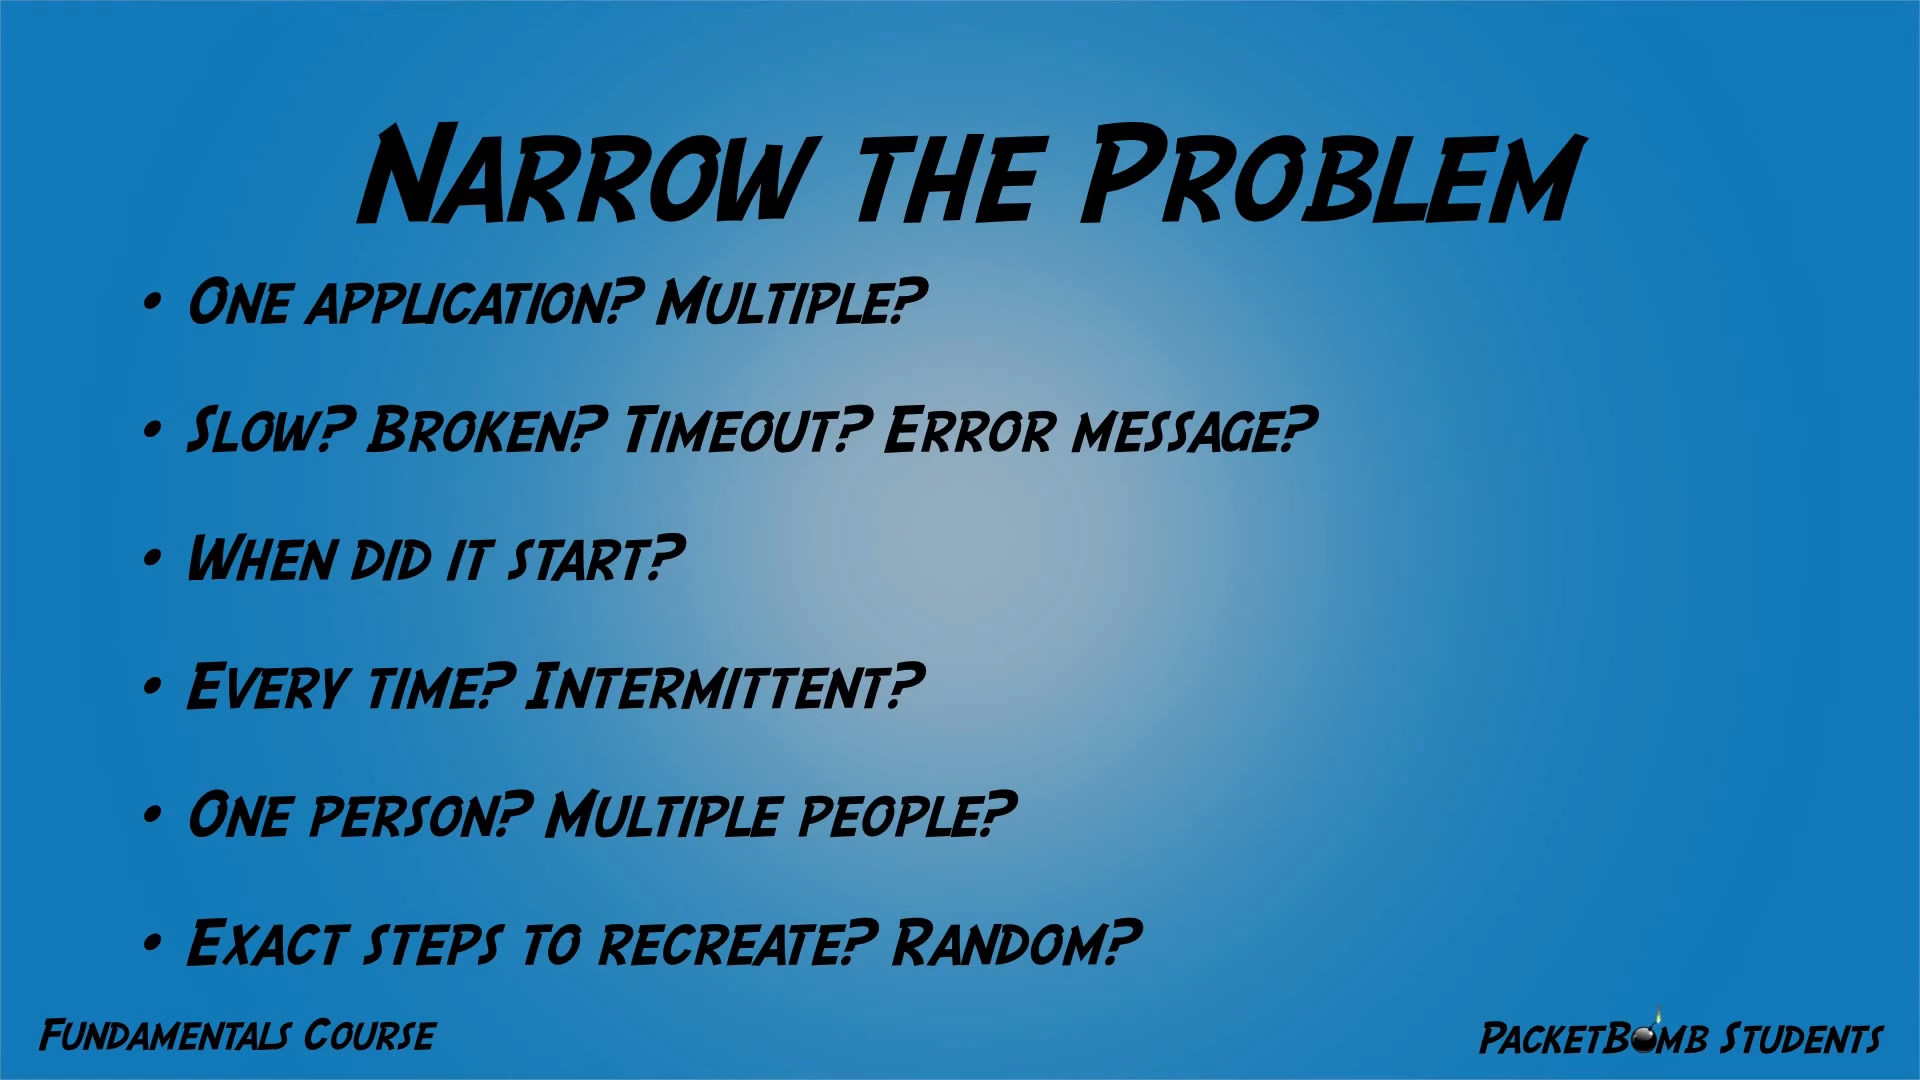 Narrow the Problem
• One application? Multiple?
• Slow? Broken? Timeout? Error message?
• When did it start?
• Every time? Intermittent?
• One person? Multiple people?
• Exact steps to recreate? Random?
Fundamentals Course
PacketBomb Students